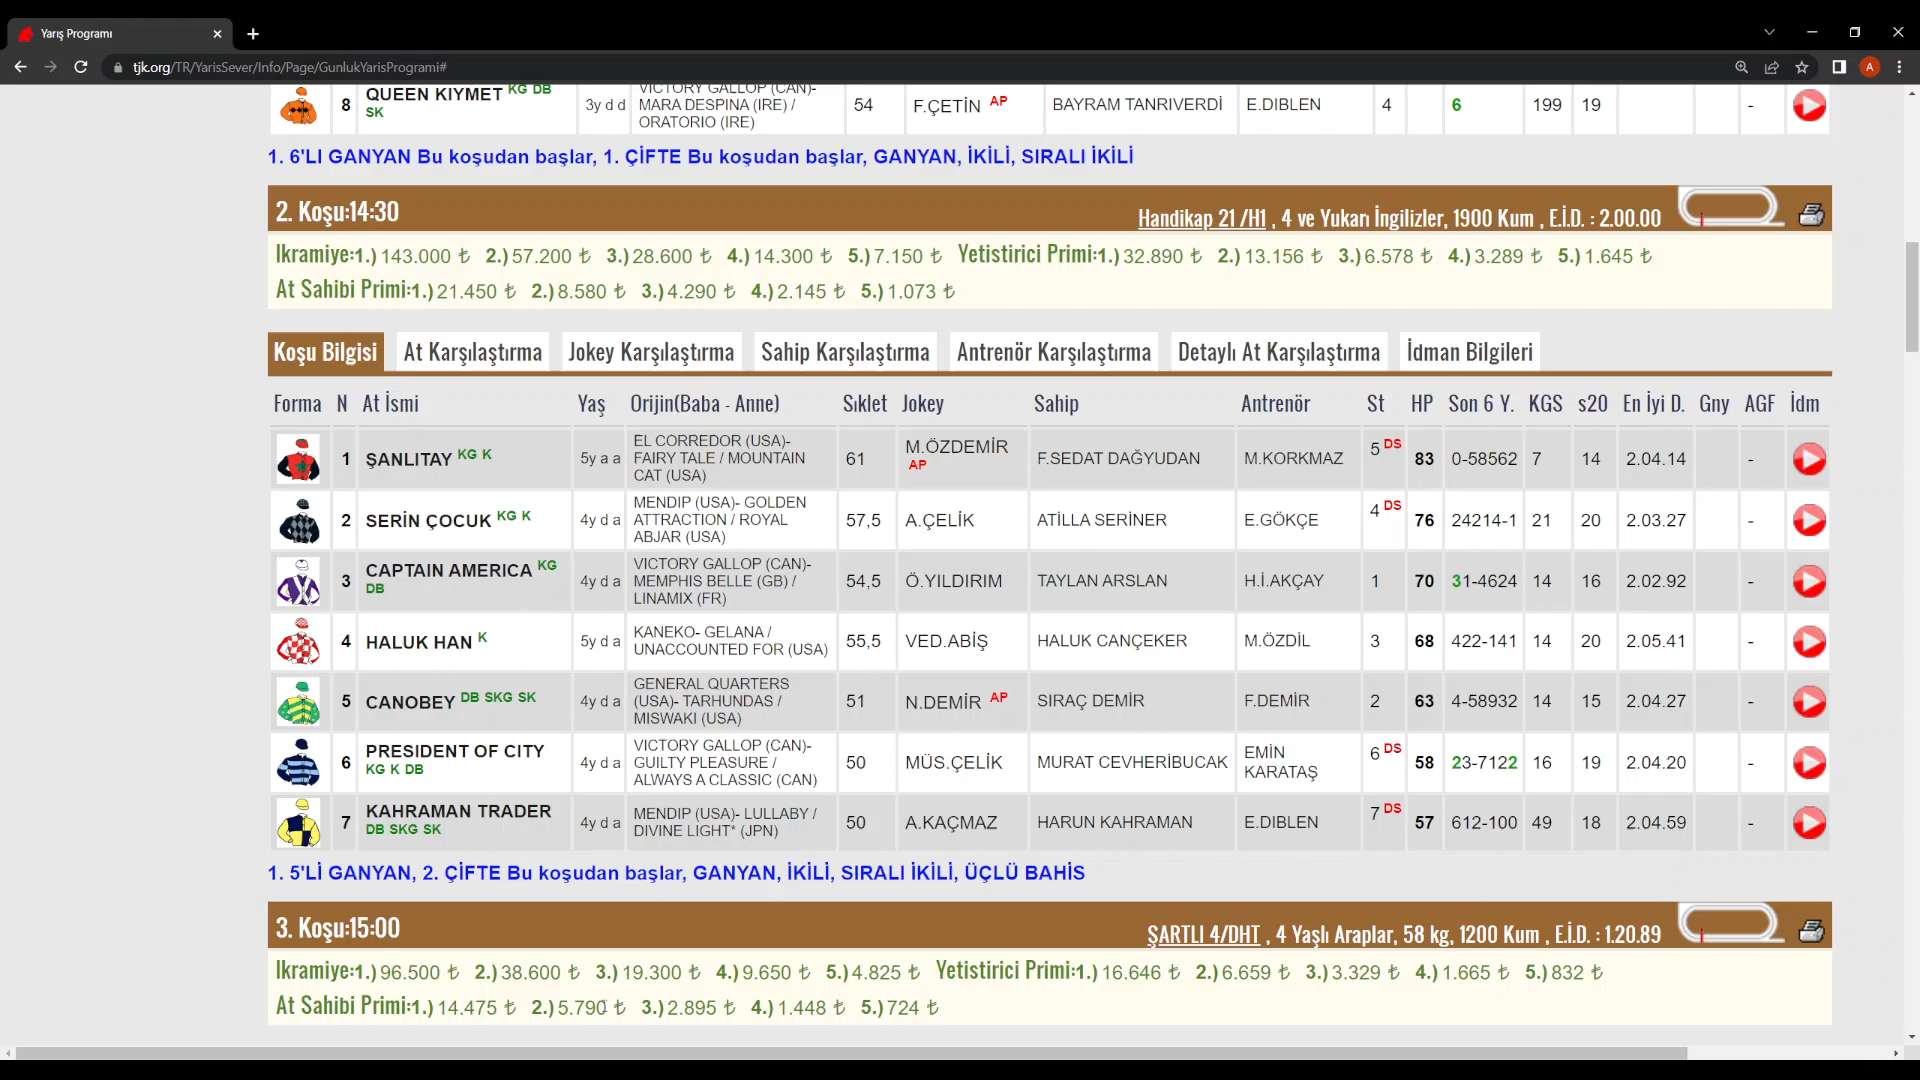 Yarış Programı
tjk.org/TR/YarisSever/Info/Page/GunlukYarisProgrami#
A
8 QUEEN KIYMET KG DB SK 3y d d VICTORY GALLOP (CAN)- MARA DESPINA (IRE) / ORATORIO (IRE) 54 F.ÇETİN AP BAYRAM TANRIVERDİ E.DIBLEN 4 6 199 19 -
1. 6'LI GANYAN Bu koşudan başlar, 1. ÇİFTE Bu koşudan başlar, GANYAN, İKİLİ, SIRALI İKİLİ
2. Koşu:14:30 Handikap 21 /H1 , 4 ve Yukarı İngilizler, 1900 Kum , E.İ.D. : 2.00.00
Ikramiye:1.) 143.000 ₺ 2.) 57.200 ₺ 3.) 28.600 ₺ 4.) 14.300 ₺ 5.) 7.150 ₺ Yetistirici Primi:1.) 32.890 ₺ 2.) 13.156 ₺ 3.) 6.578 ₺ 4.) 3.289 ₺ 5.) 1.645 ₺
At Sahibi Primi:1.) 21.450 ₺ 2.) 8.580 ₺ 3.) 4.290 ₺ 4.) 2.145 ₺ 5.) 1.073 ₺
Koşu Bilgisi At Karşılaştırma Jokey Karşılaştırma Sahip Karşılaştırma Antrenör Karşılaştırma Detaylı At Karşılaştırma İdman Bilgileri
Forma N At İsmi Yaş Orijin(Baba - Anne) Sıklet Jokey Sahip Antrenör St HP Son 6 Y. KGS s20 En İyi D. Gny AGF İdm
1 ŞANLITAY KG K 5y a a EL CORREDOR (USA)- FAIRY TALE / MOUNTAIN CAT (USA) 61 M.ÖZDEMİR AP F.SEDAT DAĞYUDAN M.KORKMAZ 5 DS 83 0-58562 7 14 2.04.14 -
2 SERİN ÇOCUK KG K 4y d a MENDIP (USA)- GOLDEN ATTRACTION / ROYAL ABJAR (USA) 57,5 A.ÇELİK ATİLLA SERİNER E.GÖKÇE 4 DS 76 24214-1 21 20 2.03.27 -
3 CAPTAIN AMERICA KG DB 4y d a VICTORY GALLOP (CAN)- MEMPHIS BELLE (GB) / LINAMIX (FR) 54,5 Ö.YILDIRIM TAYLAN ARSLAN H.İ.AKÇAY 1 70 31-4624 14 16 2.02.92 -
4 HALUK HAN K 5y d a KANEKO- GELANA / UNACCOUNTED FOR (USA) 55,5 VED.ABİŞ HALUK CANÇEKER M.ÖZDİL 3 68 422-141 14 20 2.05.41 -
5 CANOBEY DB SKG SK 4y d a GENERAL QUARTERS (USA)- TARHUNDAS / MISWAKI (USA) 51 N.DEMİR AP SIRAÇ DEMİR F.DEMİR 2 63 4-58932 14 15 2.04.27 -
6 PRESIDENT OF CITY KG K DB 4y d a VICTORY GALLOP (CAN)- GUILTY PLEASURE / ALWAYS A CLASSIC (CAN) 50 MÜS.ÇELİK MURAT CEVHERİBUCAK EMİN KARATAŞ 6 DS 58 23-7122 16 19 2.04.20 -
7 KAHRAMAN TRADER DB SKG SK 4y d a MENDIP (USA)- LULLABY / DIVINE LIGHT* (JPN) 50 A.KAÇMAZ HARUN KAHRAMAN E.DIBLEN 7 DS 57 612-100 49 18 2.04.59 -
1. 5'Lİ GANYAN, 2. ÇİFTE Bu koşudan başlar, GANYAN, İKİLİ, SIRALI İKİLİ, ÜÇLÜ BAHİS
3. Koşu:15:00 ŞARTLI 4/DHT , 4 Yaşlı Araplar, 58 kg, 1200 Kum , E.İ.D. : 1.20.89
Ikramiye:1.) 96.500 ₺ 2.) 38.600 ₺ 3.) 19.300 ₺ 4.) 9.650 ₺ 5.) 4.825 ₺ Yetistirici Primi:1.) 16.646 ₺ 2.) 6.659 ₺ 3.) 3.329 ₺ 4.) 1.665 ₺ 5.) 832 ₺
At Sahibi Primi:1.) 14.475 ₺ 2.) 5.790 ₺ 3.) 2.895 ₺ 4.) 1.448 ₺ 5.) 724 ₺